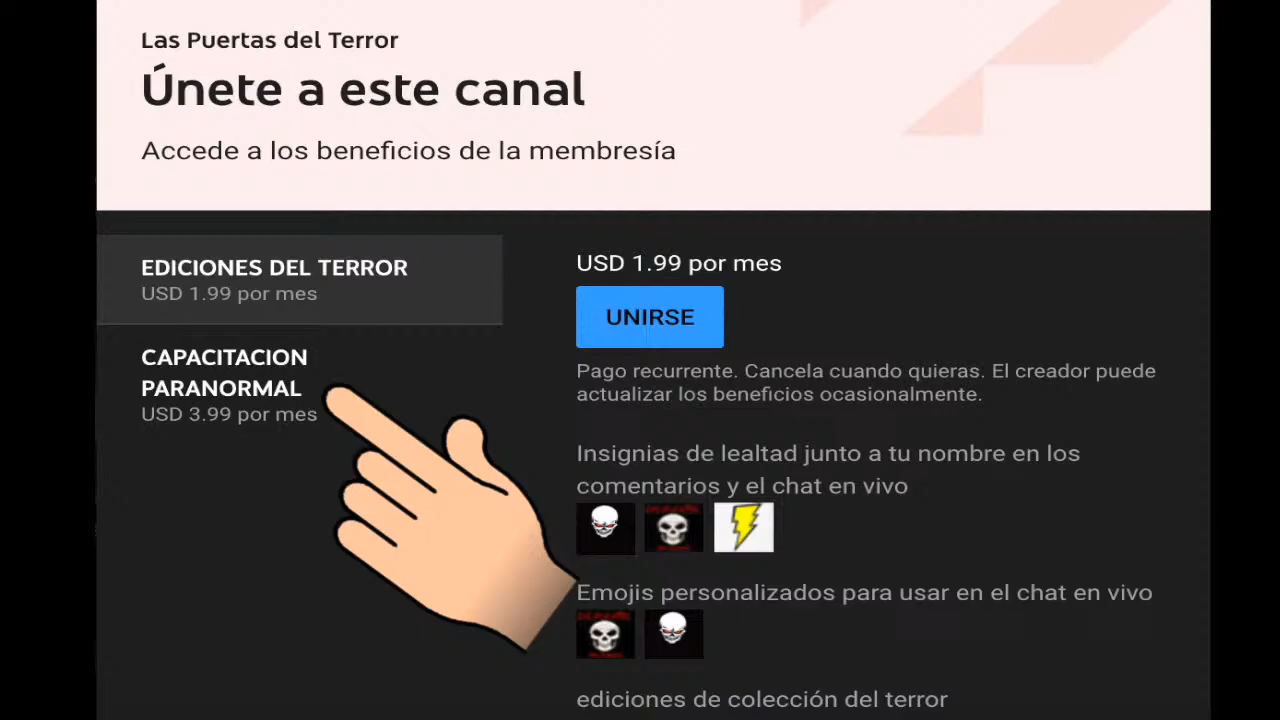 Las Puertas del Terror
Únete a este canal
Accede a los beneficios de la membresía
EDICIONES DEL TERROR
USD 1.99 por mes
CAPACITACION
PARANORMAL
USD 3.99 por mes
USD 1.99 por mes
UNIRSE
Pago recurrente. Cancela cuando quieras. El creador puede
actualizar los beneficios ocasionalmente.
Insignias de lealtad junto a tu nombre en los
comentarios y el chat en vivo
Emojis personalizados para usar en el chat en vivo
ediciones de colección del terror